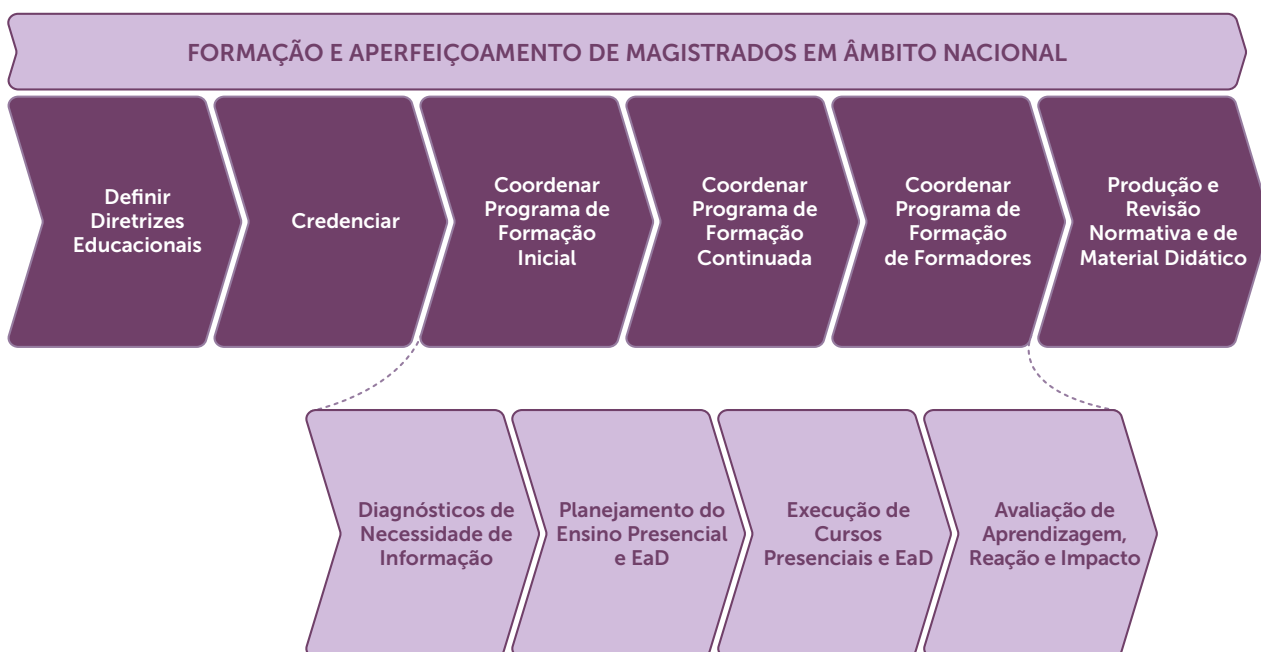 FORMAÇÃO E APERFEIÇOAMENTO DE MAGISTRADOS EM ÂMBITO NACIONAL
Definir
Diretrizes
Educacionais
Credenciar
Coordenar
Programa de
Formação
Inicial
Coordenar
Programa de
Formação
Continuada
Coordenar
Programa de
Formação
de Formadores
Produção e
Revisão
Normativa e de
Material Didático
Diagnósticos de
Necessidade de
Informação
Planejamento do
Ensino Presencial
e EaD
Execução de
Cursos
Presenciais e EaD
Avaliação de
Aprendizagem,
Reação e Impacto